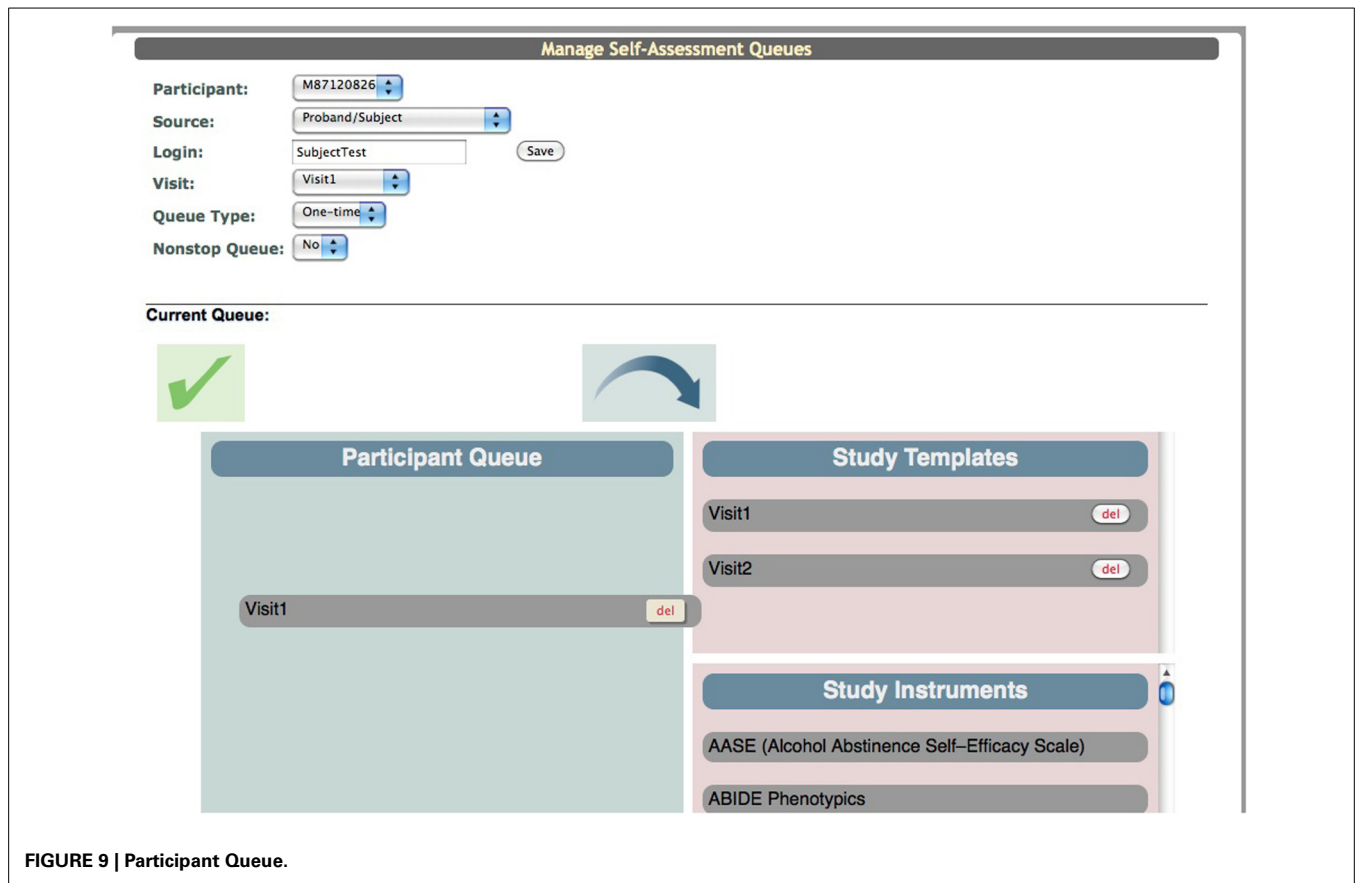 Manage Self-Assessment Queues
Participant: M87120826
Source: Proband/Subject
Login: SubjectTest Save
Visit: Visit1
Queue Type: One-time
Nonstop Queue: No
Current Queue:
Participant Queue
Visit1 del
Study Templates
Visit1 del
Visit2 del
Study Instruments
AASE (Alcohol Abstinence Self–Efficacy Scale)
ABIDE Phenotypics
FIGURE 9 | Participant Queue.